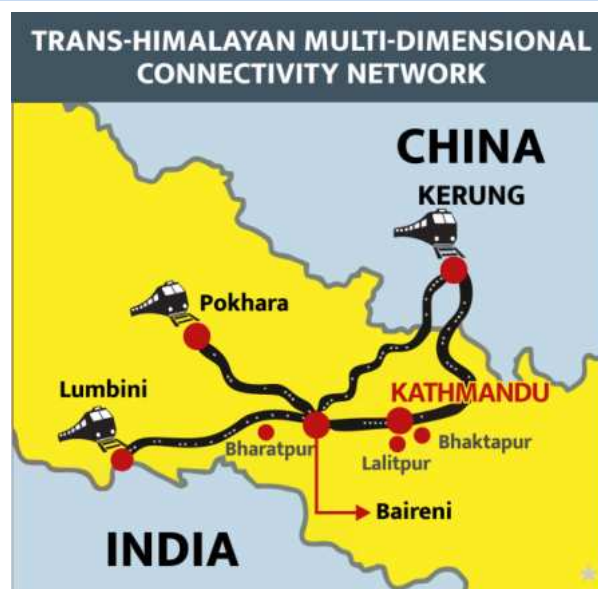 TRANS-HIMALAYAN MULTI-DIMENSIONAL
CONNECTIVITY NETWORK
CHINA
KERUNG
Pokhara
Lumbini
KATHMANDU
Bharatpur
Bhaktapur
Lalitpur
Baireni
INDIA